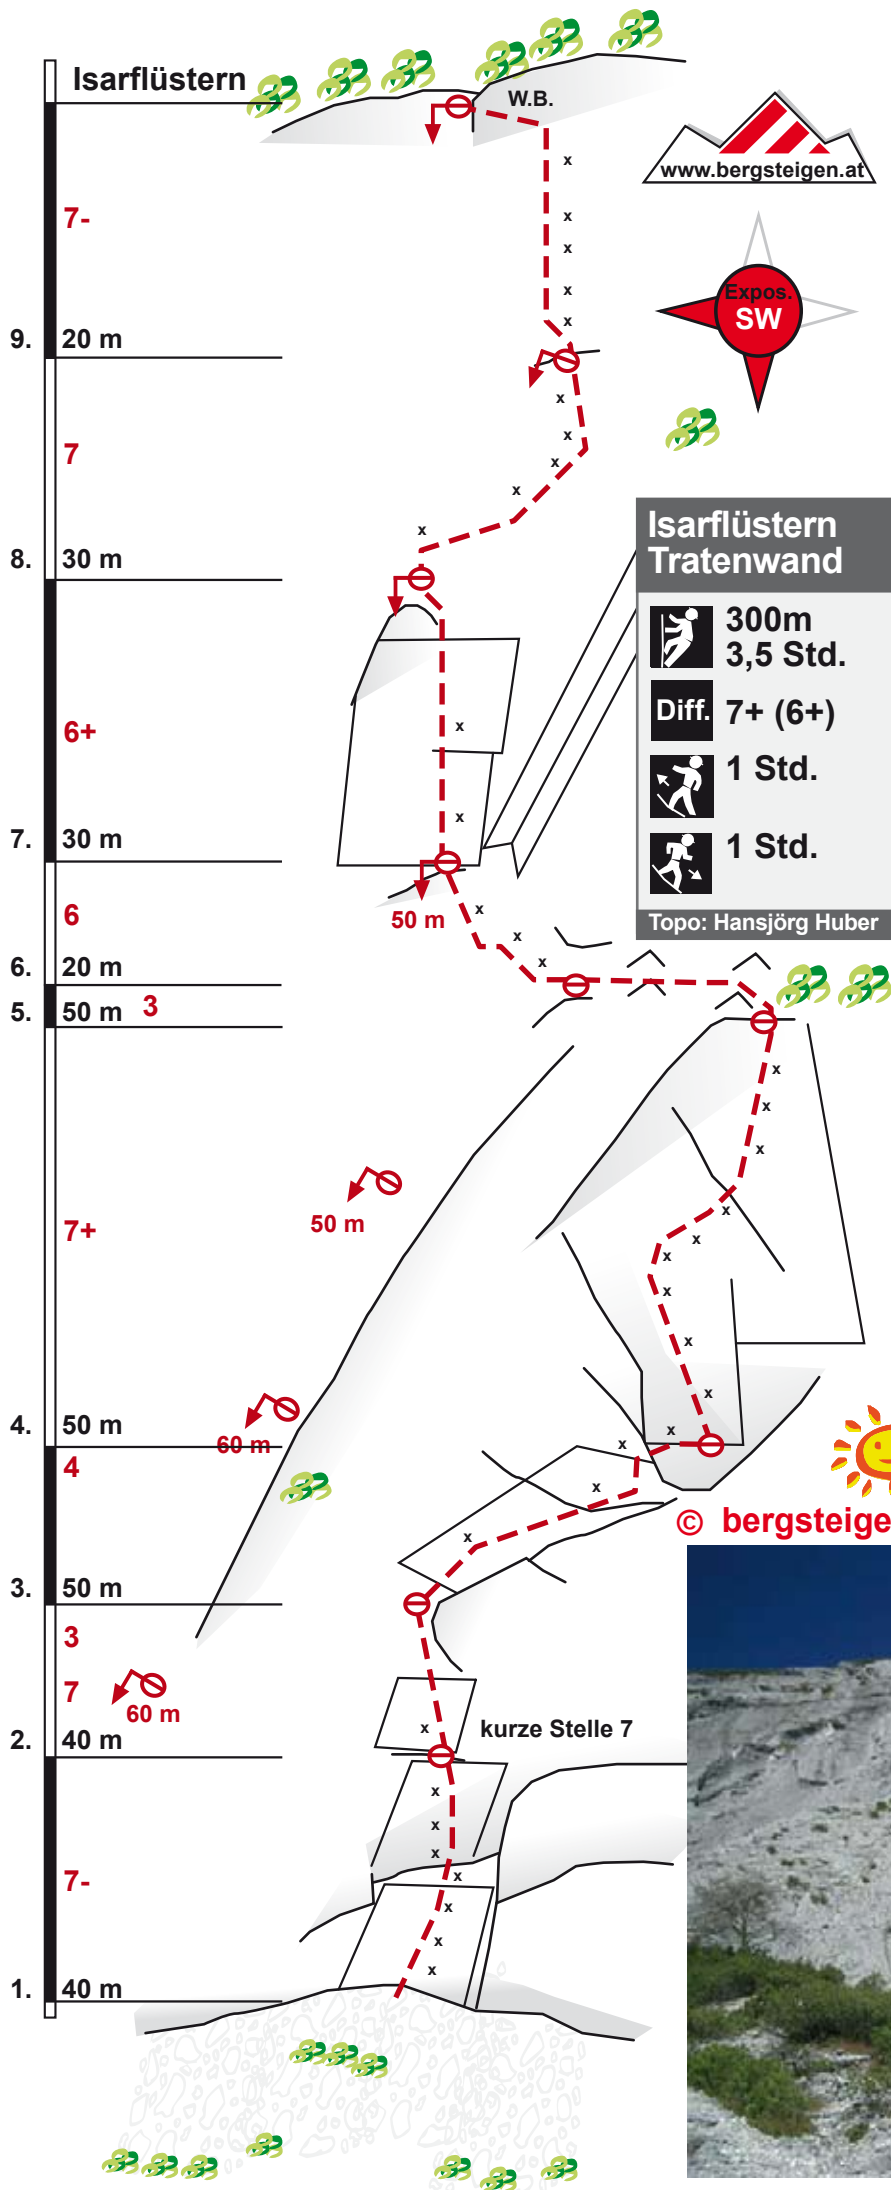 Isarflüstern
W.B.
www.bergsteigen.at
7-
Expos.
SW
9. 20 m
7
8. 30 m
Isarflüstern
Tratenwand
300m
3,5 Std.
Diff. 7+ (6+)
1 Std.
1 Std.
Topo: Hansjörg Huber
6+
7. 30 m
6
50 m
6. 20 m
5. 50 m 3
7+
50 m
4. 50 m
60 m
4
© bergsteige
3. 50 m
3
7
60 m
kurze Stelle 7
2. 40 m
7-
1. 40 m